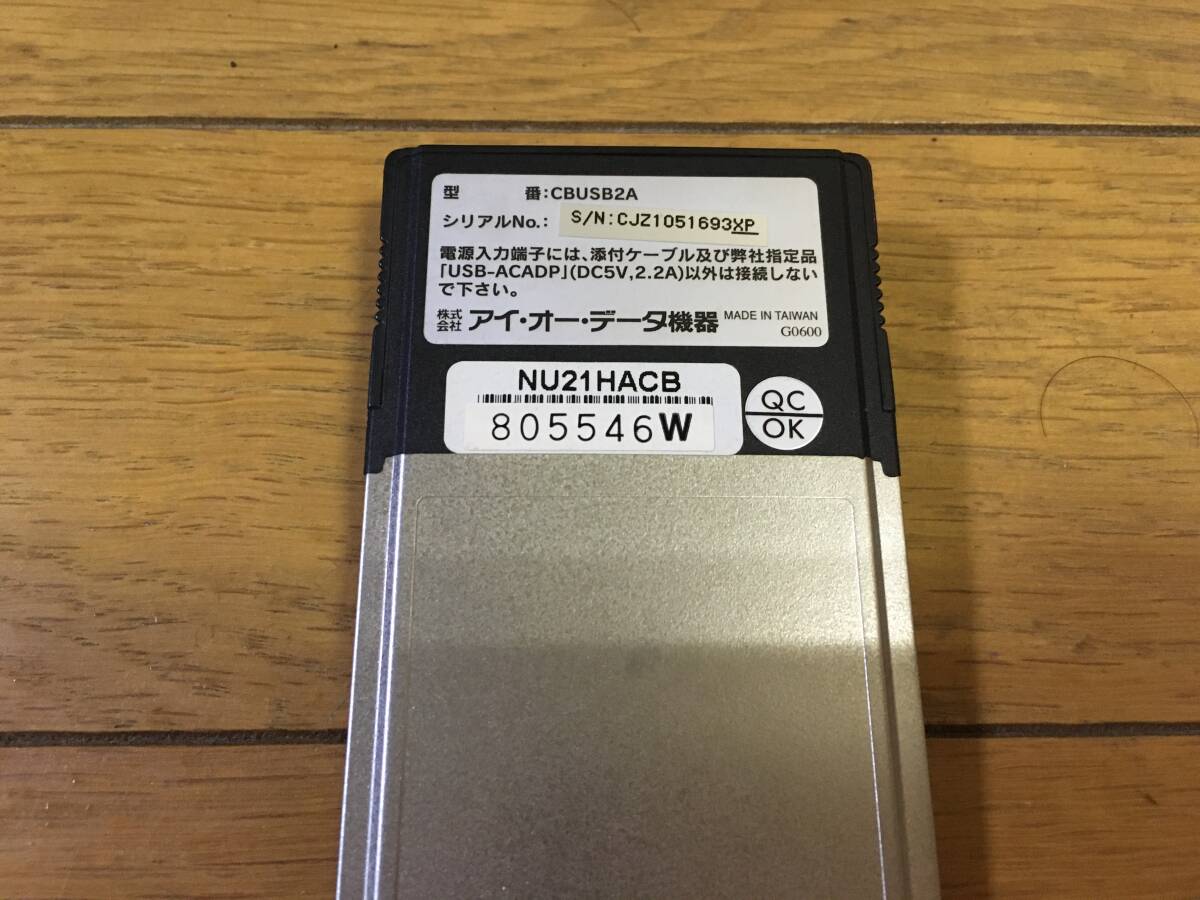 型　　　番:CBUSB2A
シリアルNo.: S/N:CJZ1051693XP
電源入力端子には、添付ケーブル及び弊社指定品
「USB-ACADP」(DC5V,2.2A)以外は接続しない
で下さい。
株式会社 アイ・オー・データ機器 MADE IN TAIWAN
G0600
NU21HACB
805546W
QC
OK